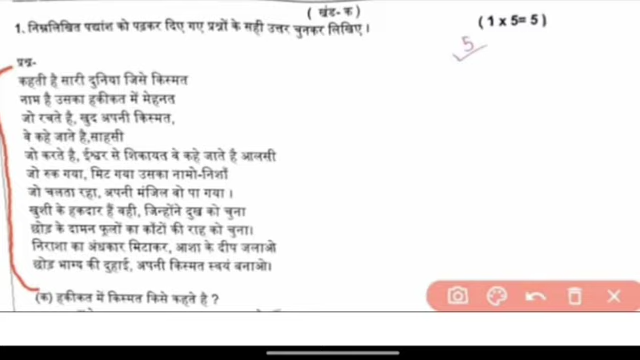 ( खंड- क )
1. निम्नलिखित पद्यांश को पढ़कर दिए गए प्रश्नों के सही उत्तर चुनकर लिखिए।
( 1 x 5= 5 )
5
प्रश्न-
कहती है सारी दुनिया जिसे किस्मत
नाम है उसका हकीकत में मेहनत
जो रचते है, खुद अपनी किस्मत,
वे कहे जाते है,साहसी
जो करते है, ईश्वर से शिकायत वे कहे जाते है आलसी
जो रुक गया, मिट गया उसका नामो-निशाँ
जो चलता रहा, अपनी मंजिल वो पा गया ।
खुशी के हकदार हैं वही, जिन्होंने दुख को चुना
छोड़ के दामन फूलों का काँटों की राह को चुना।
निराशा का अंधकार मिटाकर, आशा के दीप जलाओ
छोड़ भाग्य की दुहाई, अपनी किस्मत स्वयं बनाओ।
(क) हकीकत में किस्मत किसे कहते है ?